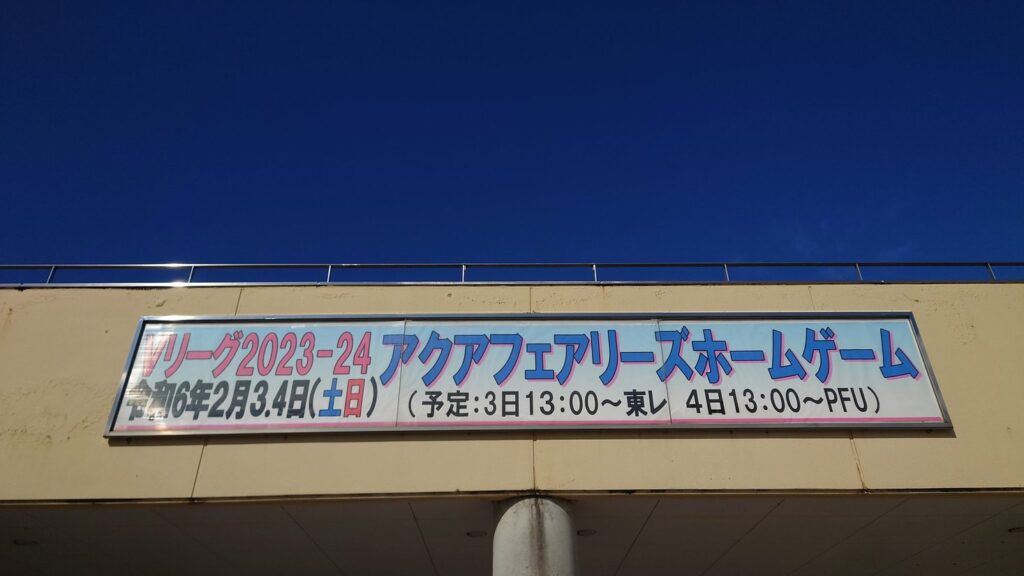 Vリーグ2023-24 アクアフェアリーズホームゲーム
令和6年2月3.4日(土日) (予定:3日13:00〜東レ 4日13:00〜PFU)